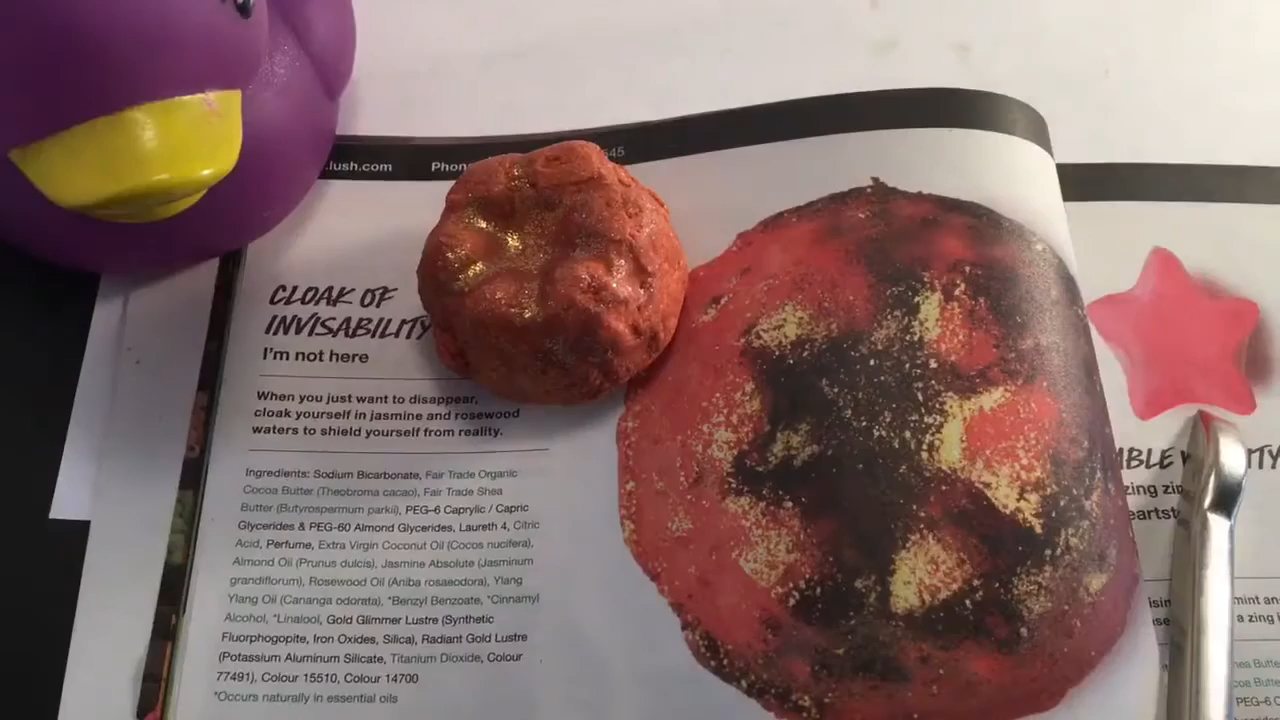 .lush.com Phon 545
CLOAK OF
INVISABILITY
I'm not here
When you just want to disappear,
cloak yourself in jasmine and rosewood
waters to shield yourself from reality.
Ingredients: Sodium Bicarbonate, Fair Trade Organic
Cocoa Butter (Theobroma cacao), Fair Trade Shea
Butter (Butyrospermum parkii), PEG-6 Caprylic / Capric
Glycerides & PEG-60 Almond Glycerides, Laureth 4, Citric
Acid, Perfume, Extra Virgin Coconut Oil (Cocos nucifera),
Almond Oil (Prunus dulcis), Jasmine Absolute (Jasminum
grandiflorum), Rosewood Oil (Aniba rosaeodora), Ylang
Ylang Oil (Cananga odorata), *Benzyl Benzoate, *Cinnamyl
Alcohol, *Linalool, Gold Glimmer Lustre (Synthetic
Fluorphogopite, Iron Oxides, Silica), Radiant Gold Lustre
(Potassium Aluminum Silicate, Titanium Dioxide, Colour
77491), Colour 15510, Colour 14700
*Occurs naturally in essential oils
zing
mint an
a zing
Butte
PEG-6 C